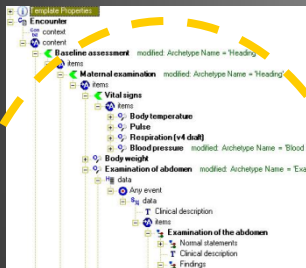 Template Properties
Encounter
context
content
Baseline assessment modified: Archetype Name = 'Heading'
items
Maternal examination modified: Archetype Name = 'Heading'
items
Vital signs
items
Body temperature
Pulse
Respiration (v4 draft)
Blood pressure modified: Archetype Name = 'Blood
Body weight
Examination of abdomen modified: Archetype Name = 'Exa
data
Any event
data
T Clinical description
items
Examination of the abdomen
Normal statements
T Clinical description
Findings